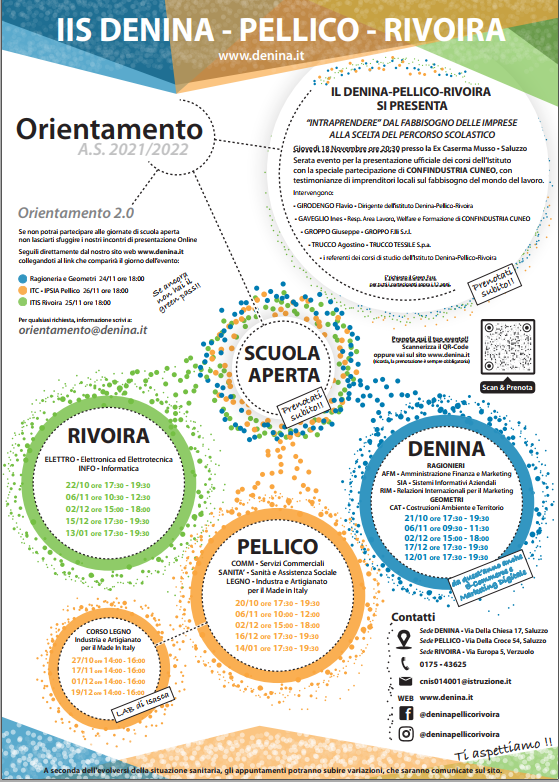 IIS DENINA - PELLICO - RIVOIRA
www.denina.it
Orientamento
A.S. 2021/2022
IL DENINA-PELLICO-RIVOIRA
SI PRESENTA
"INTRAPRENDERE" DAL FABBISOGNO DELLE IMPRESE
ALLA SCELTA DEL PERCORSO SCOLASTICO
Giovedì 18 Novembre ore 20:30 presso la Ex Caserma Musso - Saluzzo
Serata evento per la presentazione ufficiale dei corsi dell'Istituto
con la speciale partecipazione di CONFINDUSTRIA CUNEO, con
testimonianze di imprenditori locali sul fabbisogno del mondo del lavoro.
Intervengono:
• GIRODENGO Flavio - Dirigente dell'Istituto Denina-Pellico-Rivoira
• GAVEGLIO Ines - Resp. Area Lavoro, Welfare e Formazione di CONFINDUSTRIA CUNEO
• GROPPO Giuseppe - GROPPO F.lli S.r.l.
• TRUCCO Agostino - TRUCCO TESSILE S.p.a.
• i referenti dei corsi di studio dell'Istituto Denina-Pellico-Rivoira
Prenotati
subito!!
Orientamento 2.0
Se non potrai partecipare alle giornate di scuola aperta
non lasciarti sfuggire i nostri incontri di presentazione Online
Seguili direttamente dal nostro sito web www.denina.it
collegandoti al link che comparirà il giorno dell'evento:
Ragioneria e Geometri 24/11 ore 18:00
ITC - IPSIA Pellico 26/11 ore 18:00
ITIS Rivoira 25/11 ore 18:00
Se ancora
non hai il
green pass!!
Per qualsiasi richiesta, informazione scrivi a:
orientamento@denina.it
SCUOLA
APERTA
Prenotati
subito!!
Prenota qui il tuo evento!!
Scannerizza il QR-Code
oppure vai sul sito www.denina.it
(ricorda, la prenotazione è sempre obbligatoria)
Scan & Prenota
RIVOIRA
ELETTRO - Elettronica ed Elettrotecnica
INFO - Informatica
22/10 ore 17:30 - 19:30
06/11 ore 10:30 - 12:30
02/12 ore 15:00 - 18:00
15/12 ore 17:30 - 19:30
13/01 ore 17:30 - 19:30
DENINA
RAGIONIERI
AFM - Amministrazione Finanza e Marketing
SIA - Sistemi Informativi Aziendali
RIM - Relazioni Internazionali per il Marketing
GEOMETRI
CAT - Costruzioni Ambiente e Territorio
21/10 ore 17:30 - 19:30
06/11 ore 09:30 - 11:30
02/12 ore 15:00 - 18:00
17/12 ore 17:30 - 19:30
12/01 ore 17:30 - 19:30
da quest'anno anche
E-Commerce e
Marketing Digitale
PELLICO
COMM - Servizi Commerciali
SANITA' - Sanità e Assistenza Sociale
LEGNO - Industria e Artigianato
per il Made in Italy
20/10 ore 17:30 - 19:30
06/11 ore 10:00 - 12:00
02/12 ore 15:00 - 18:00
16/12 ore 17:30 - 19:30
14/01 ore 17:30 - 19:30
CORSO LEGNO
Industria e Artigianato
per il Made in Italy
27/10 ore 14:00 - 16:00
17/11 ore 14:00 - 16:00
01/12 ore 14:00 - 16:00
19/12 ore 14:00 - 16:00
LAB. di Isasca
Contatti
Sede DENINA - Via Della Chiesa 17, Saluzzo
Sede PELLICO - Via Della Croce 54, Saluzzo
Sede RIVOIRA - Via Europa 5, Verzuolo
0175 - 43625
cnis014001@istruzione.it
WEB www.denina.it
@deninapellicorivoira
@deninapellicorivoira
Ti aspettiamo !!
A seconda dell'evolversi della situazione sanitaria, gli appuntamenti potranno subire variazioni, che saranno comunicate sul sito.